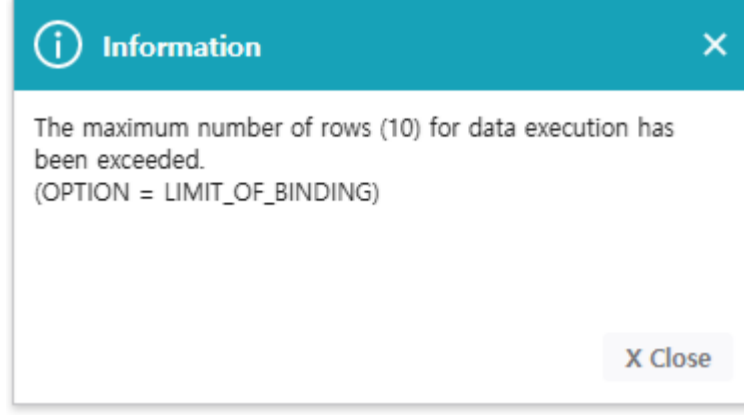 Information
The maximum number of rows (10) for data execution has
been exceeded.
(OPTION = LIMIT_OF_BINDING)
X Close